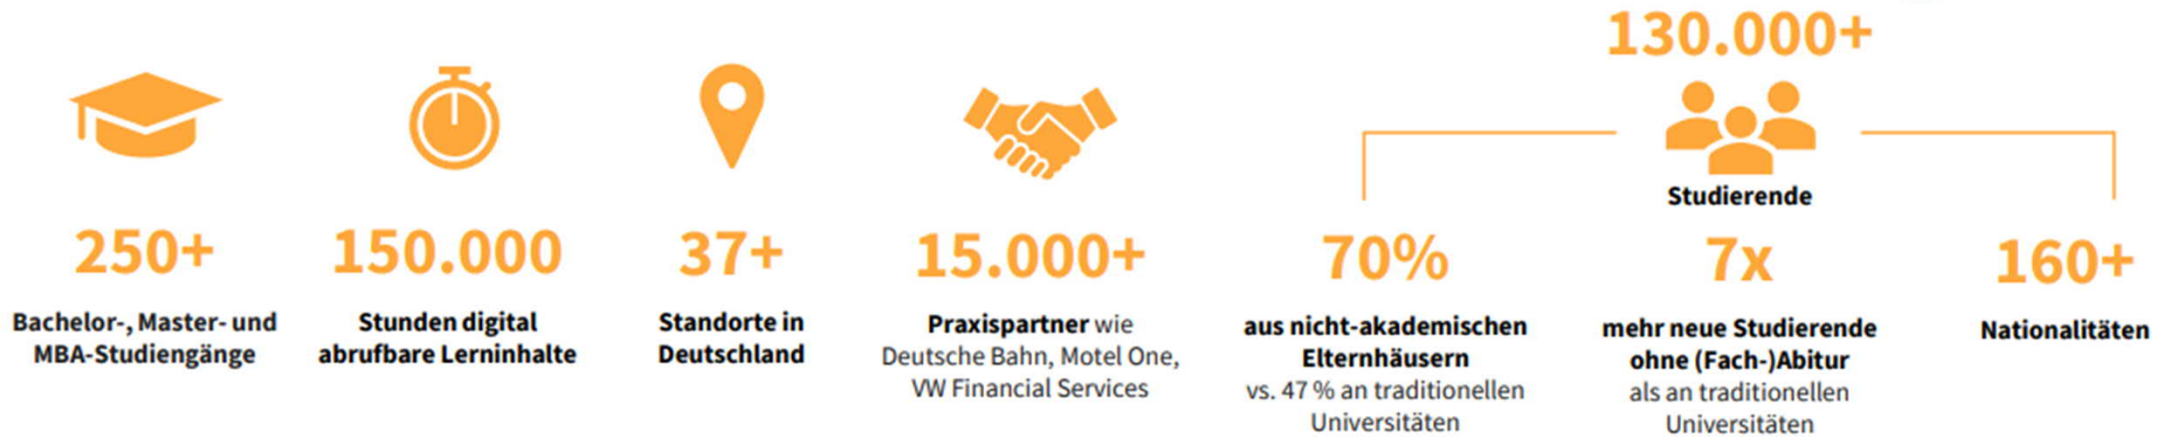 250+
Bachelor-, Master- und
MBA-Studiengänge
150.000
Stunden digital
abrufbare Lerninhalte
37+
Standorte in
Deutschland
15.000+
Praxispartner wie
Deutsche Bahn, Motel One,
VW Financial Services
130.000+
Studierende
70%
aus nicht-akademischen
Elternhäusern
vs. 47 % an traditionellen
Universitäten
7x
mehr neue Studierende
ohne (Fach-)Abitur
als an traditionellen
Universitäten
160+
Nationalitäten